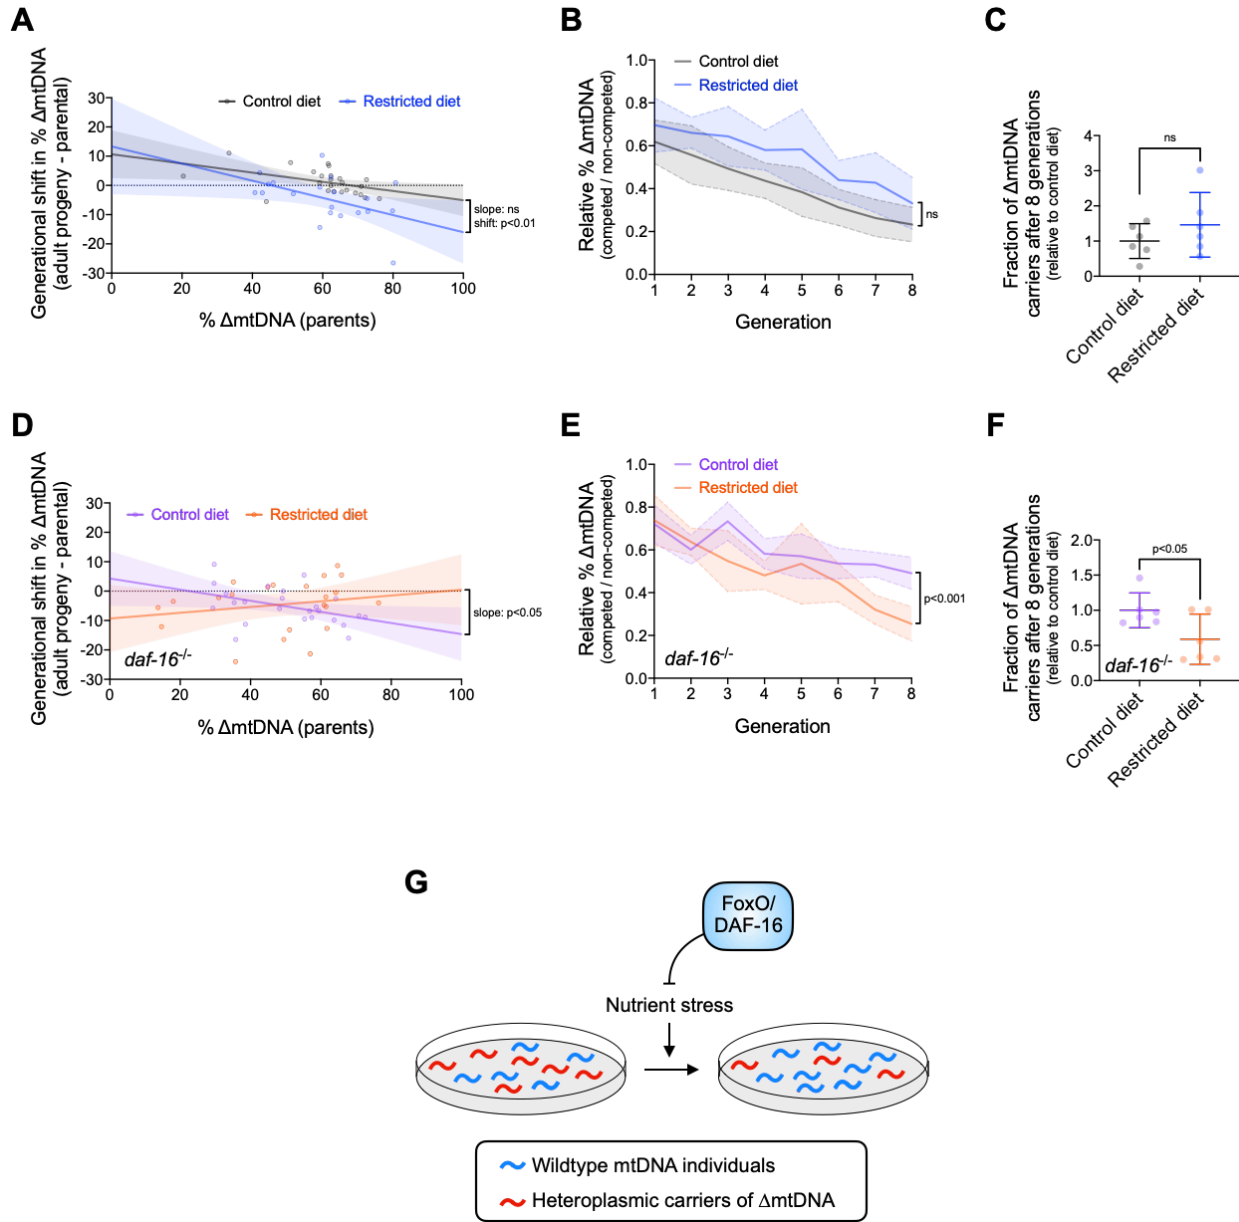 A
Generational shift in % ΔmtDNA
(adult progeny - parental)
30
20
10
0
-10
-20
-30
Control diet
Restricted diet
slope: ns
shift: p<0.01
0
20
40
60
80
100
% ΔmtDNA (parents)
B
Relative % ΔmtDNA
(competed / non-competed)
1.0
0.8
0.6
0.4
0.2
0.0
Control diet
Restricted diet
ns
1
2
3
4
5
6
7
8
Generation
C
Fraction of ΔmtDNA
carriers after 8 generations
(relative to control diet)
4
3
2
1
0
ns
Control diet
Restricted diet
D
Generational shift in % ΔmtDNA
(adult progeny - parental)
30
20
10
0
-10
-20
-30
Control diet
Restricted diet
slope: p<0.05
daf-16-/-
0
20
40
60
80
100
% ΔmtDNA (parents)
E
Relative % ΔmtDNA
(competed / non-competed)
1.0
0.8
0.6
0.4
0.2
0.0
Control diet
Restricted diet
p<0.001
daf-16-/-
1
2
3
4
5
6
7
8
Generation
F
Fraction of ΔmtDNA
carriers after 8 generations
(relative to control diet)
2.0
1.5
1.0
0.5
0.0
p<0.05
daf-16-/-
Control diet
Restricted diet
G
FoxO/
DAF-16
Nutrient stress
Wildtype mtDNA individuals
Heteroplasmic carriers of ΔmtDNA